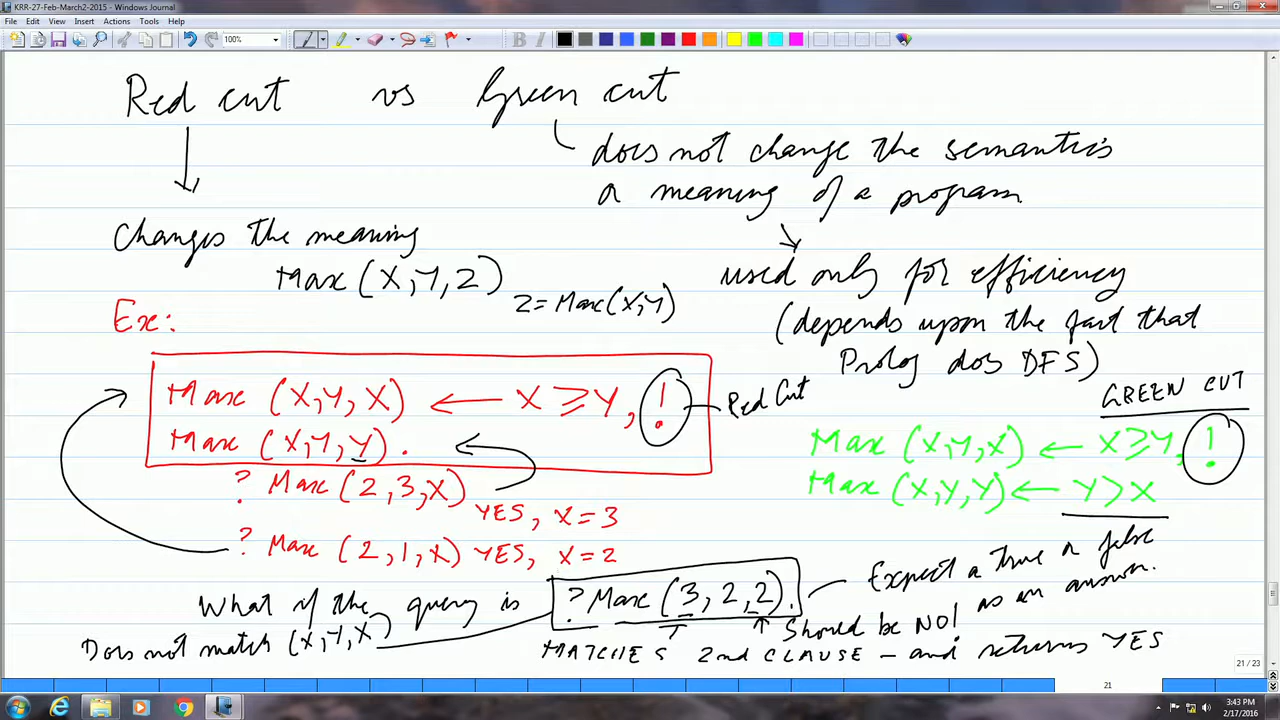 KRR-27-Feb-March2-2015 - Windows Journal
File Edit View Insert Actions Tools Help
100%
B I
Red cut vs Green cut
does not change the semantics
a meaning of a program
Changes the meaning
Max (X,Y,Z)
Z = Max(X,Y)
used only for efficiency
(depends upon the fact that
Prolog does DFS)
Ex:
Max (X,Y,X) ← X ≥ Y, !
Red Cut
Max (X,Y,Y).
? Max (2,3,X) YES, X = 3
? Max (2,1,X) YES, X = 2
GREEN CUT
Max (X,Y,X) ← X ≥ Y, !
Max (X,Y,Y) ← Y > X
What if the query is
? Max (3, 2, 2).
Expect a true or false
as an answer.
Does not match (X,Y,X)
Should be NO!
MATCHES 2nd CLAUSE - and returns YES
21 / 23
21
3:43 PM
2/17/2016